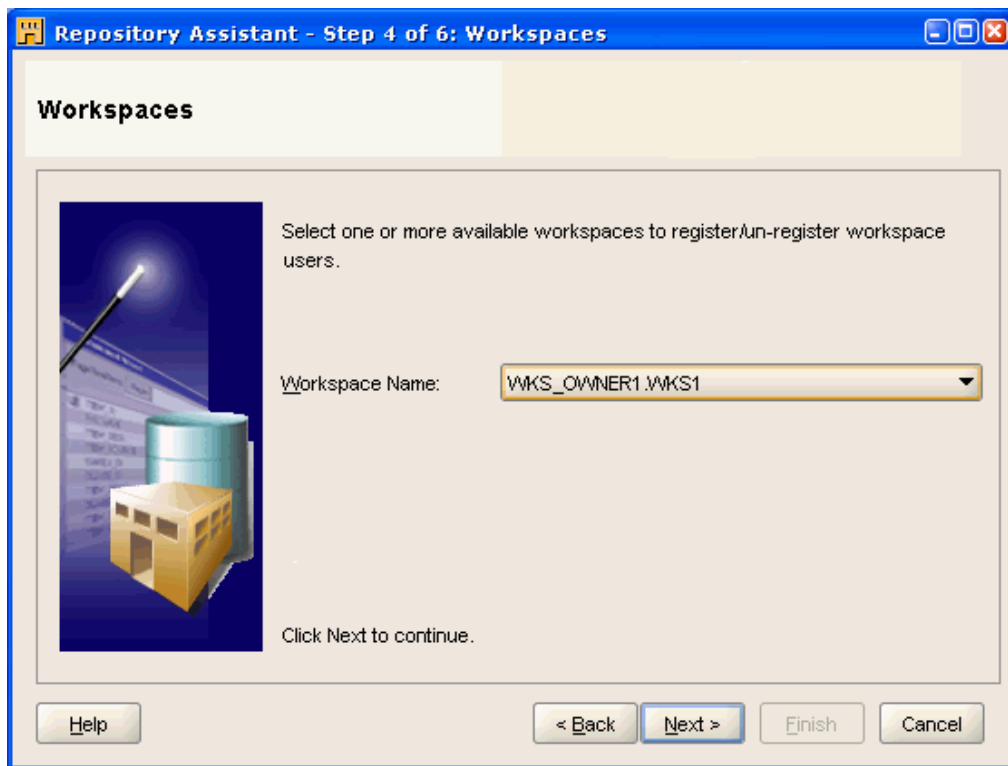 Repository Assistant - Step 4 of 6: Workspaces
Workspaces
Select one or more available workspaces to register/un-register workspace
users.
Workspace Name: WKS_OWNER1.WKS1
Click Next to continue.
Help < Back Next > Finish Cancel